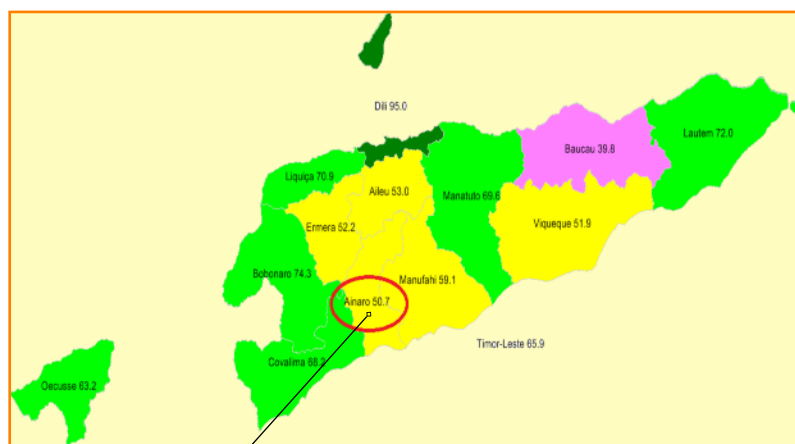 Dili 95.0
Lautem 72.0
Baucau 39.8
Liquiça 70.9
Aileu 53.0
Manatuto 69.6
Ermera 52.2
Viqueque 51.9
Bobonaro 74.3
Manufahi 59.1
Ainaro 50.7
Timor-Leste 65.9
Covalima 68.2
Oecusse 63.2